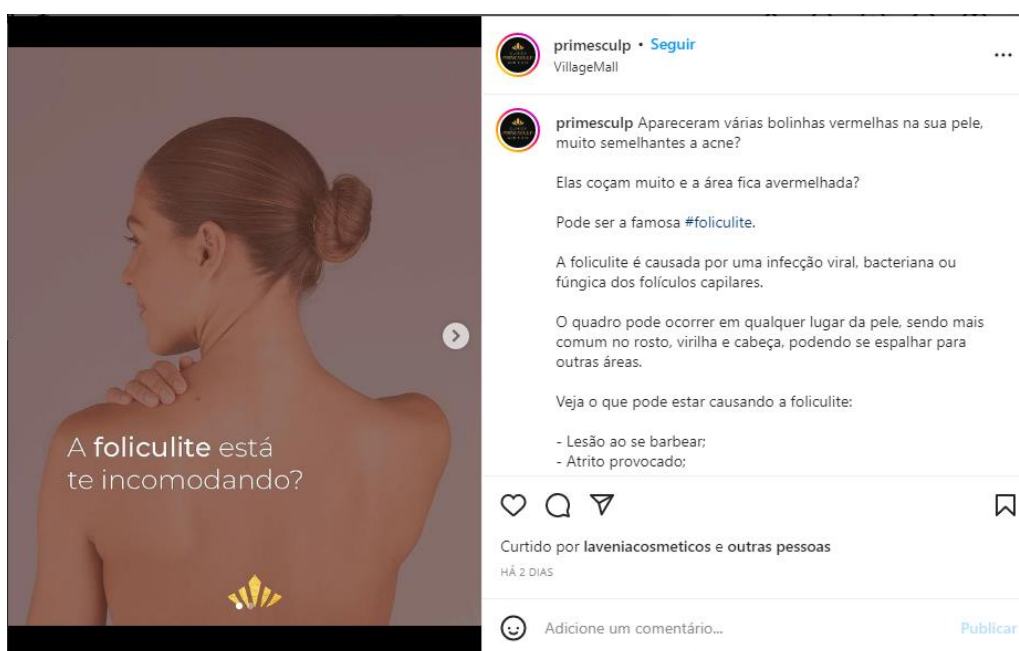 A foliculite está
te incomodando?
primesculp • Seguir
VillageMall
primesculp Apareceram várias bolinhas vermelhas na sua pele,
muito semelhantes a acne?
Elas coçam muito e a área fica avermelhada?
Pode ser a famosa #foliculite.
A foliculite é causada por uma infecção viral, bacteriana ou
fúngica dos folículos capilares.
O quadro pode ocorrer em qualquer lugar da pele, sendo mais
comum no rosto, virilha e cabeça, podendo se espalhar para
outras áreas.
Veja o que pode estar causando a foliculite:
- Lesão ao se barbear;
- Atrito provocado;
Curtido por laveniacosmeticos e outras pessoas
HÁ 2 DIAS
Adicione um comentário...
Publicar